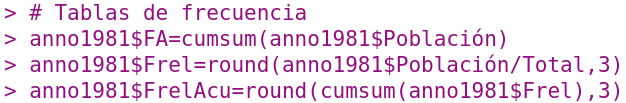 > # Tablas de frecuencia
> anno1981$FA=cumsum(anno1981$Población)
> anno1981$Frel=round(anno1981$Población/Total,3)
> anno1981$FrelAcu=round(cumsum(anno1981$Frel),3)